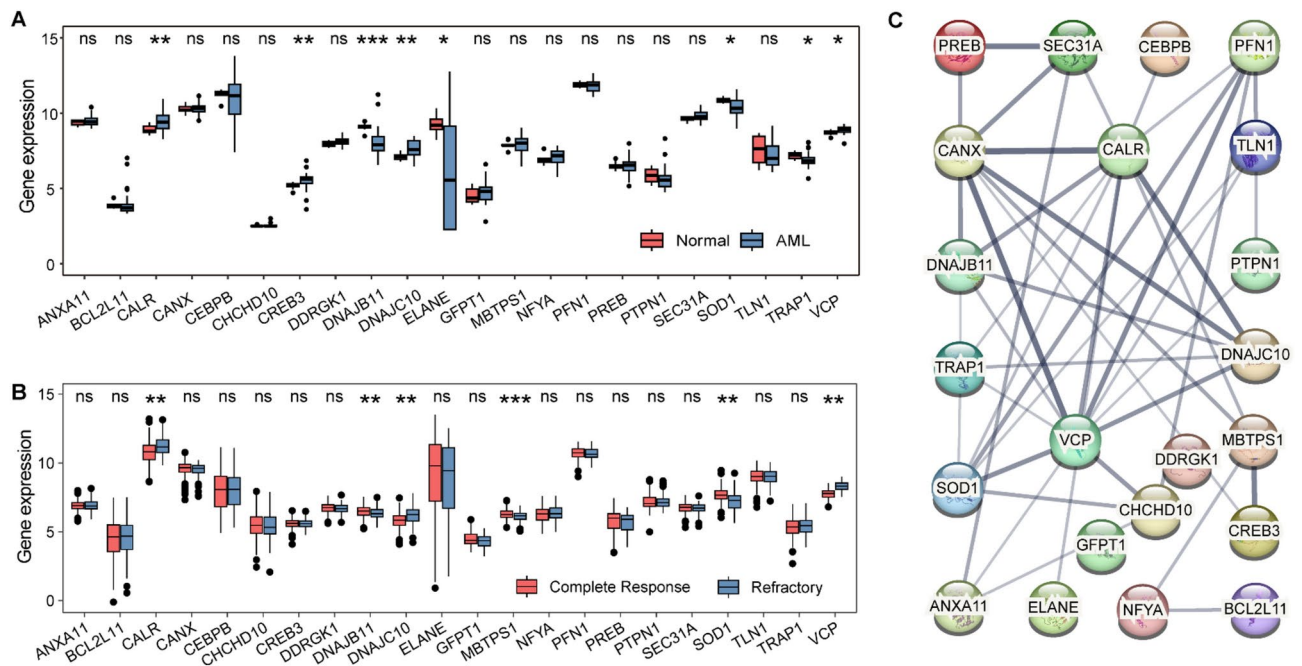 A
15
10
5
0
Gene expression
ns ns ** ns ns ns ** ns *** ** * ns ns ns ns ns ns ns * ns * *
Normal AML
ANXA11 BCL2L11 CALR CANX CEBPB CHCHD10 CREB3 DDRGK1 DNAJB11 DNAJC10 ELANE GFPT1 MBTPS1 NFYA PFN1 PREB PTPN1 SEC31A SOD1 TLN1 TRAP1 VCP
B
15
10
5
0
Gene expression
ns ns ** ns ns ns ns ns ** ** ns ns *** ns ns ns ns ns ** ns ns **
Complete Response Refractory
ANXA11 BCL2L11 CALR CANX CEBPB CHCHD10 CREB3 DDRGK1 DNAJB11 DNAJC10 ELANE GFPT1 MBTPS1 NFYA PFN1 PREB PTPN1 SEC31A SOD1 TLN1 TRAP1 VCP
C
PREB SEC31A CEBPB PFN1
CANX CALR TLN1
DNAJB11 PTPN1
TRAP1 DNAJC10
VCP MBTPS1
DDRGK1
SOD1
CHCHD10
GFPT1 CREB3
ANXA11 ELANE NFYA BCL2L11